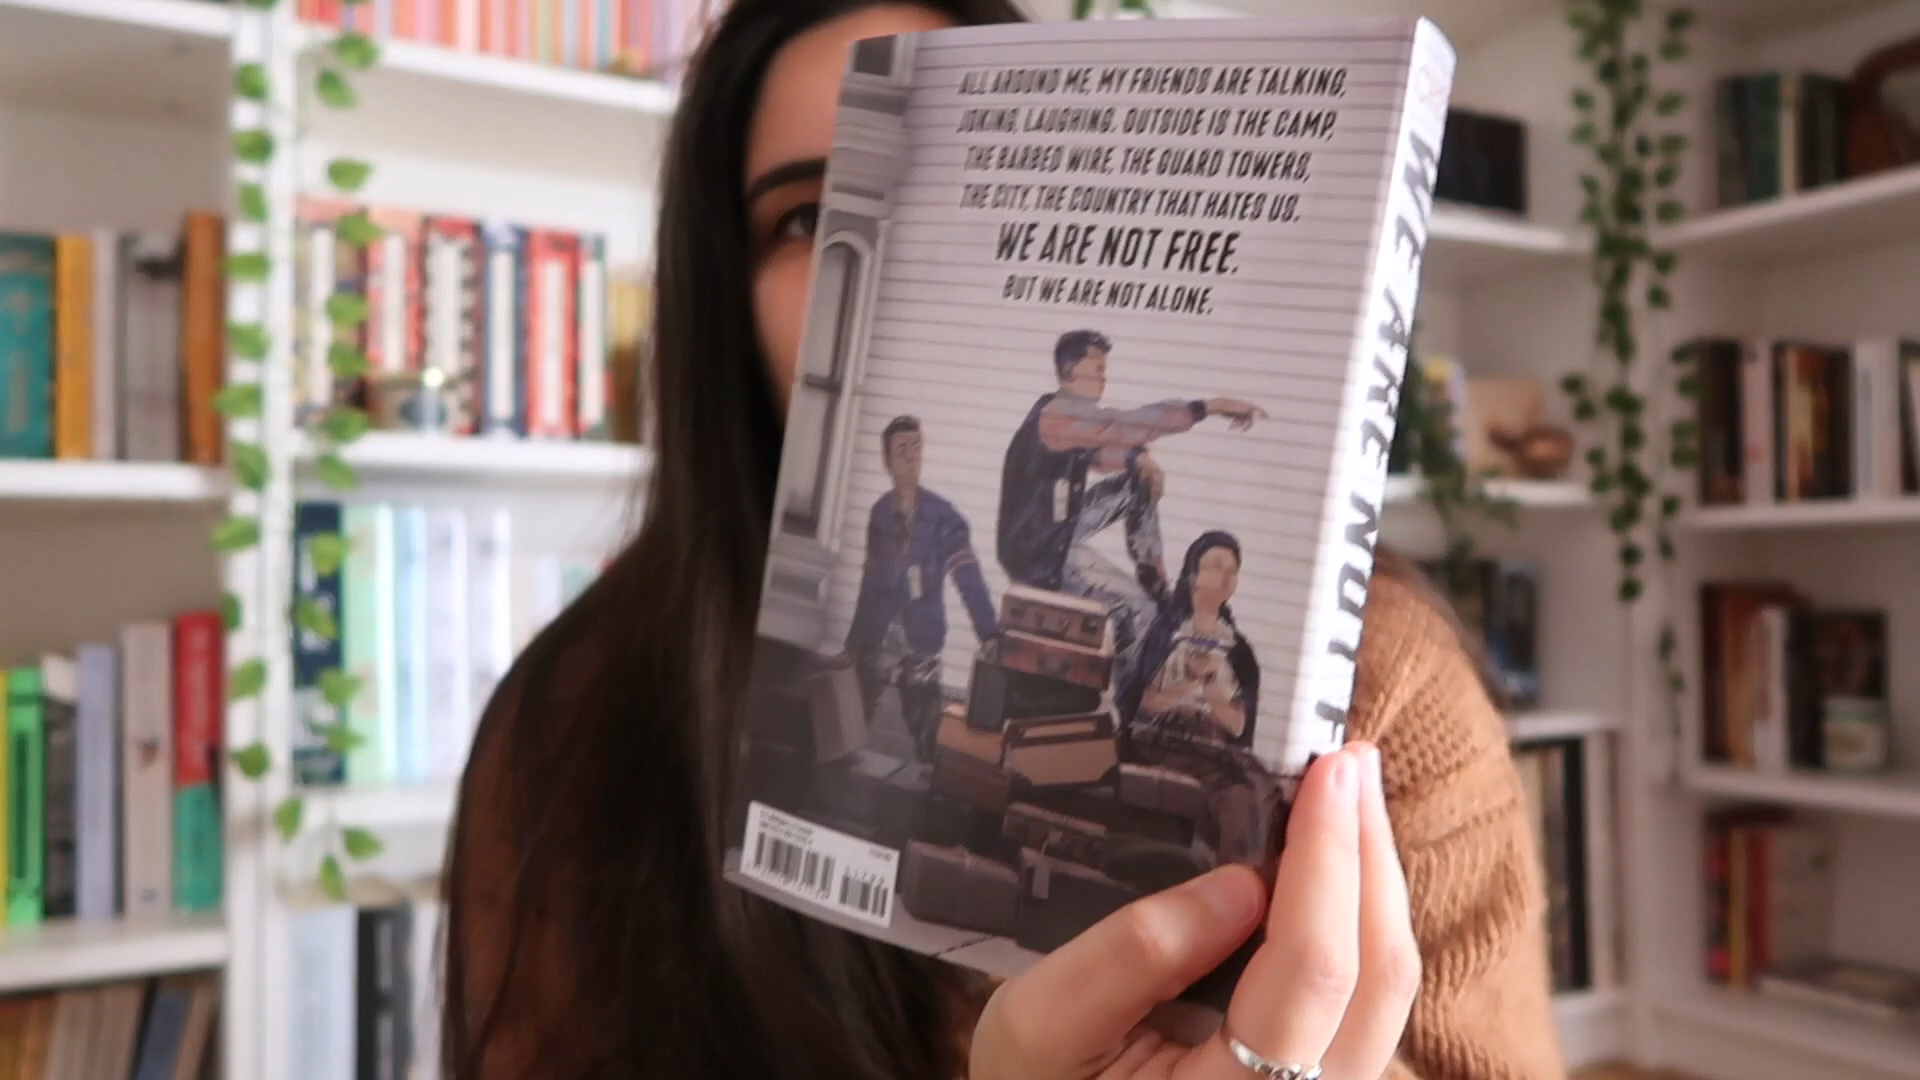 ALL AROUND ME, MY FRIENDS ARE TALKING,
JOKING, LAUGHING. OUTSIDE IS THE CAMP,
THE BARBED WIRE, THE GUARD TOWERS,
THE CITY, THE COUNTRY THAT HATES US.
WE ARE NOT FREE.
BUT WE ARE NOT ALONE.
WE ARE NOT F